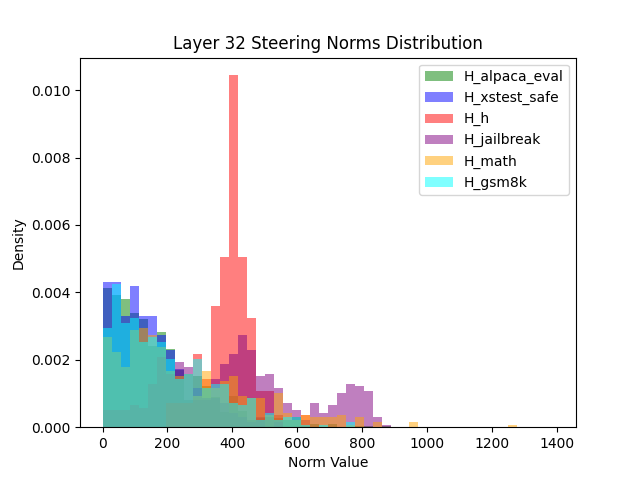 Layer 32 Steering Norms Distribution
H_alpaca_eval
H_xstest_safe
H_h
H_jailbreak
H_math
H_gsm8k
Density
0.010
0.008
0.006
0.004
0.002
0.000
0 200 400 600 800 1000 1200 1400
Norm Value